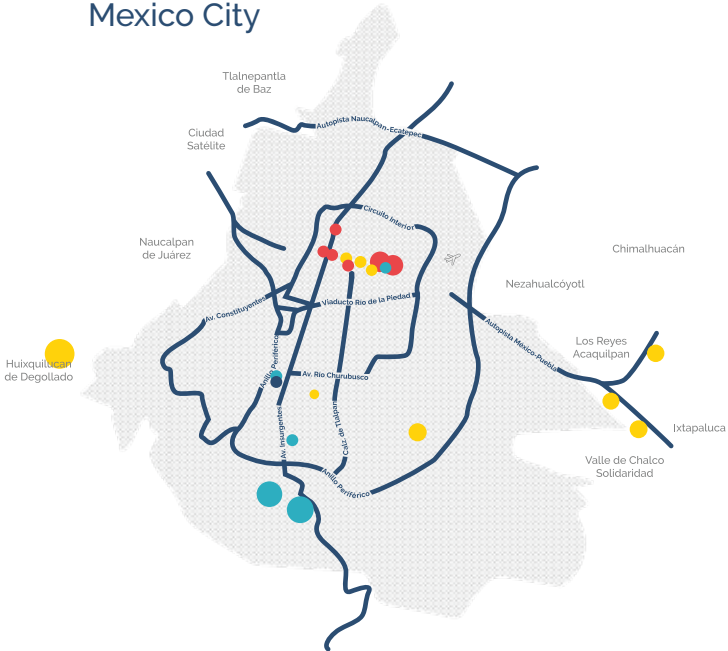 Mexico City
Tlalnepantla
de Baz
Autopista Naucalpan-Ecatepec
Ciudad
Satélite
Circuito Interior
Naucalpan
de Juárez
Chimalhuacán
Nezahualcóyotl
Av. Constituyentes
Viaducto Río de la Piedad
Autopista México-Puebla
Los Reyes
Acaquilpan
Huixquilucan
de Degollado
Anillo Periférico
Av. Río Churubusco
Av. Insurgentes
Calz. de Tlalpan
Ixtapaluca
Valle de Chalco
Solidaridad
Anillo Periférico